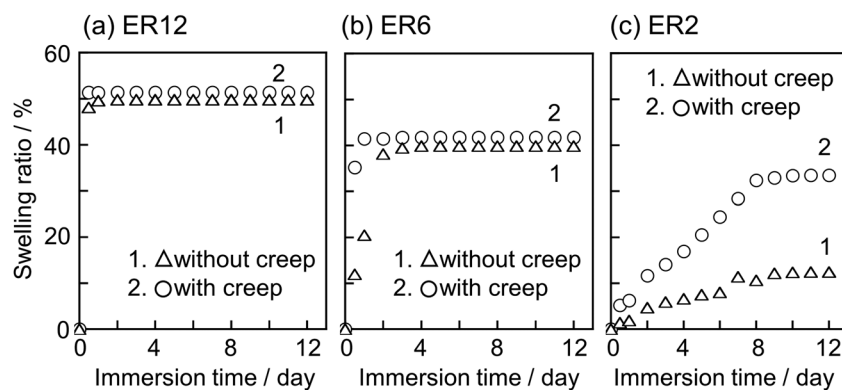 (a) ER12
(b) ER6
(c) ER2
Swelling ratio / %
60
40
20
0
2
1
1. △without creep
2. ○with creep
0 4 8 12
Immersion time / day
2
1
1. △without creep
2. ○with creep
0 4 8 12
Immersion time / day
1. △without creep
2. ○with creep
2
1
0 4 8 12
Immersion time / day